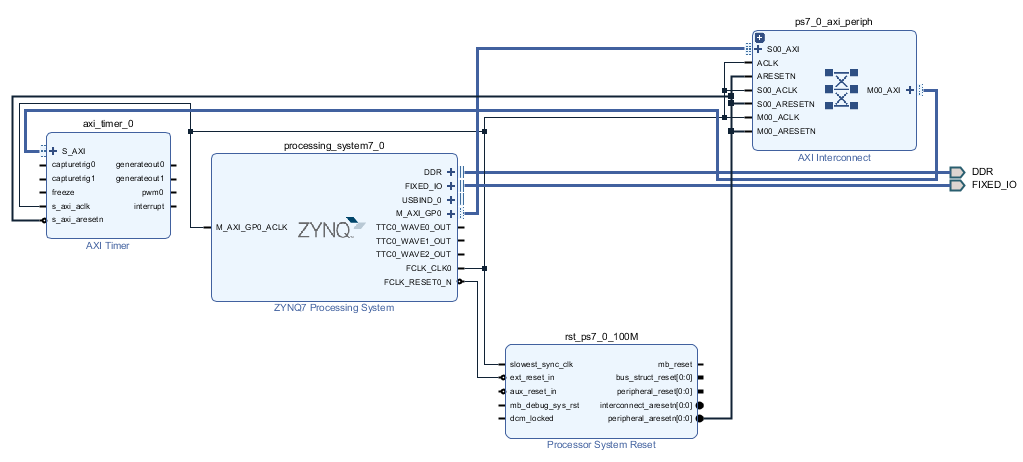 ps7_0_axi_periph
S00_AXI
ACLK
ARESETN
S00_ACLK
M00_AXI
S00_ARESETN
M00_ACLK
M00_ARESETN
AXI Interconnect
axi_timer_0
S_AXI
capturetrig0 generateout0
capturetrig1 generateout1
freeze pwm0
s_axi_aclk interrupt
s_axi_aresetn
AXI Timer
processing_system7_0
DDR
FIXED_IO
USBIND_0
M_AXI_GP0
M_AXI_GP0_ACLK
ZYNQ
TTC0_WAVE0_OUT
TTC0_WAVE1_OUT
TTC0_WAVE2_OUT
FCLK_CLK0
FCLK_RESET0_N
ZYNQ7 Processing System
DDR
FIXED_IO
rst_ps7_0_100M
slowest_sync_clk mb_reset
ext_reset_in bus_struct_reset[0:0]
aux_reset_in peripheral_reset[0:0]
mb_debug_sys_rst interconnect_aresetn[0:0]
dcm_locked peripheral_aresetn[0:0]
Processor System Reset